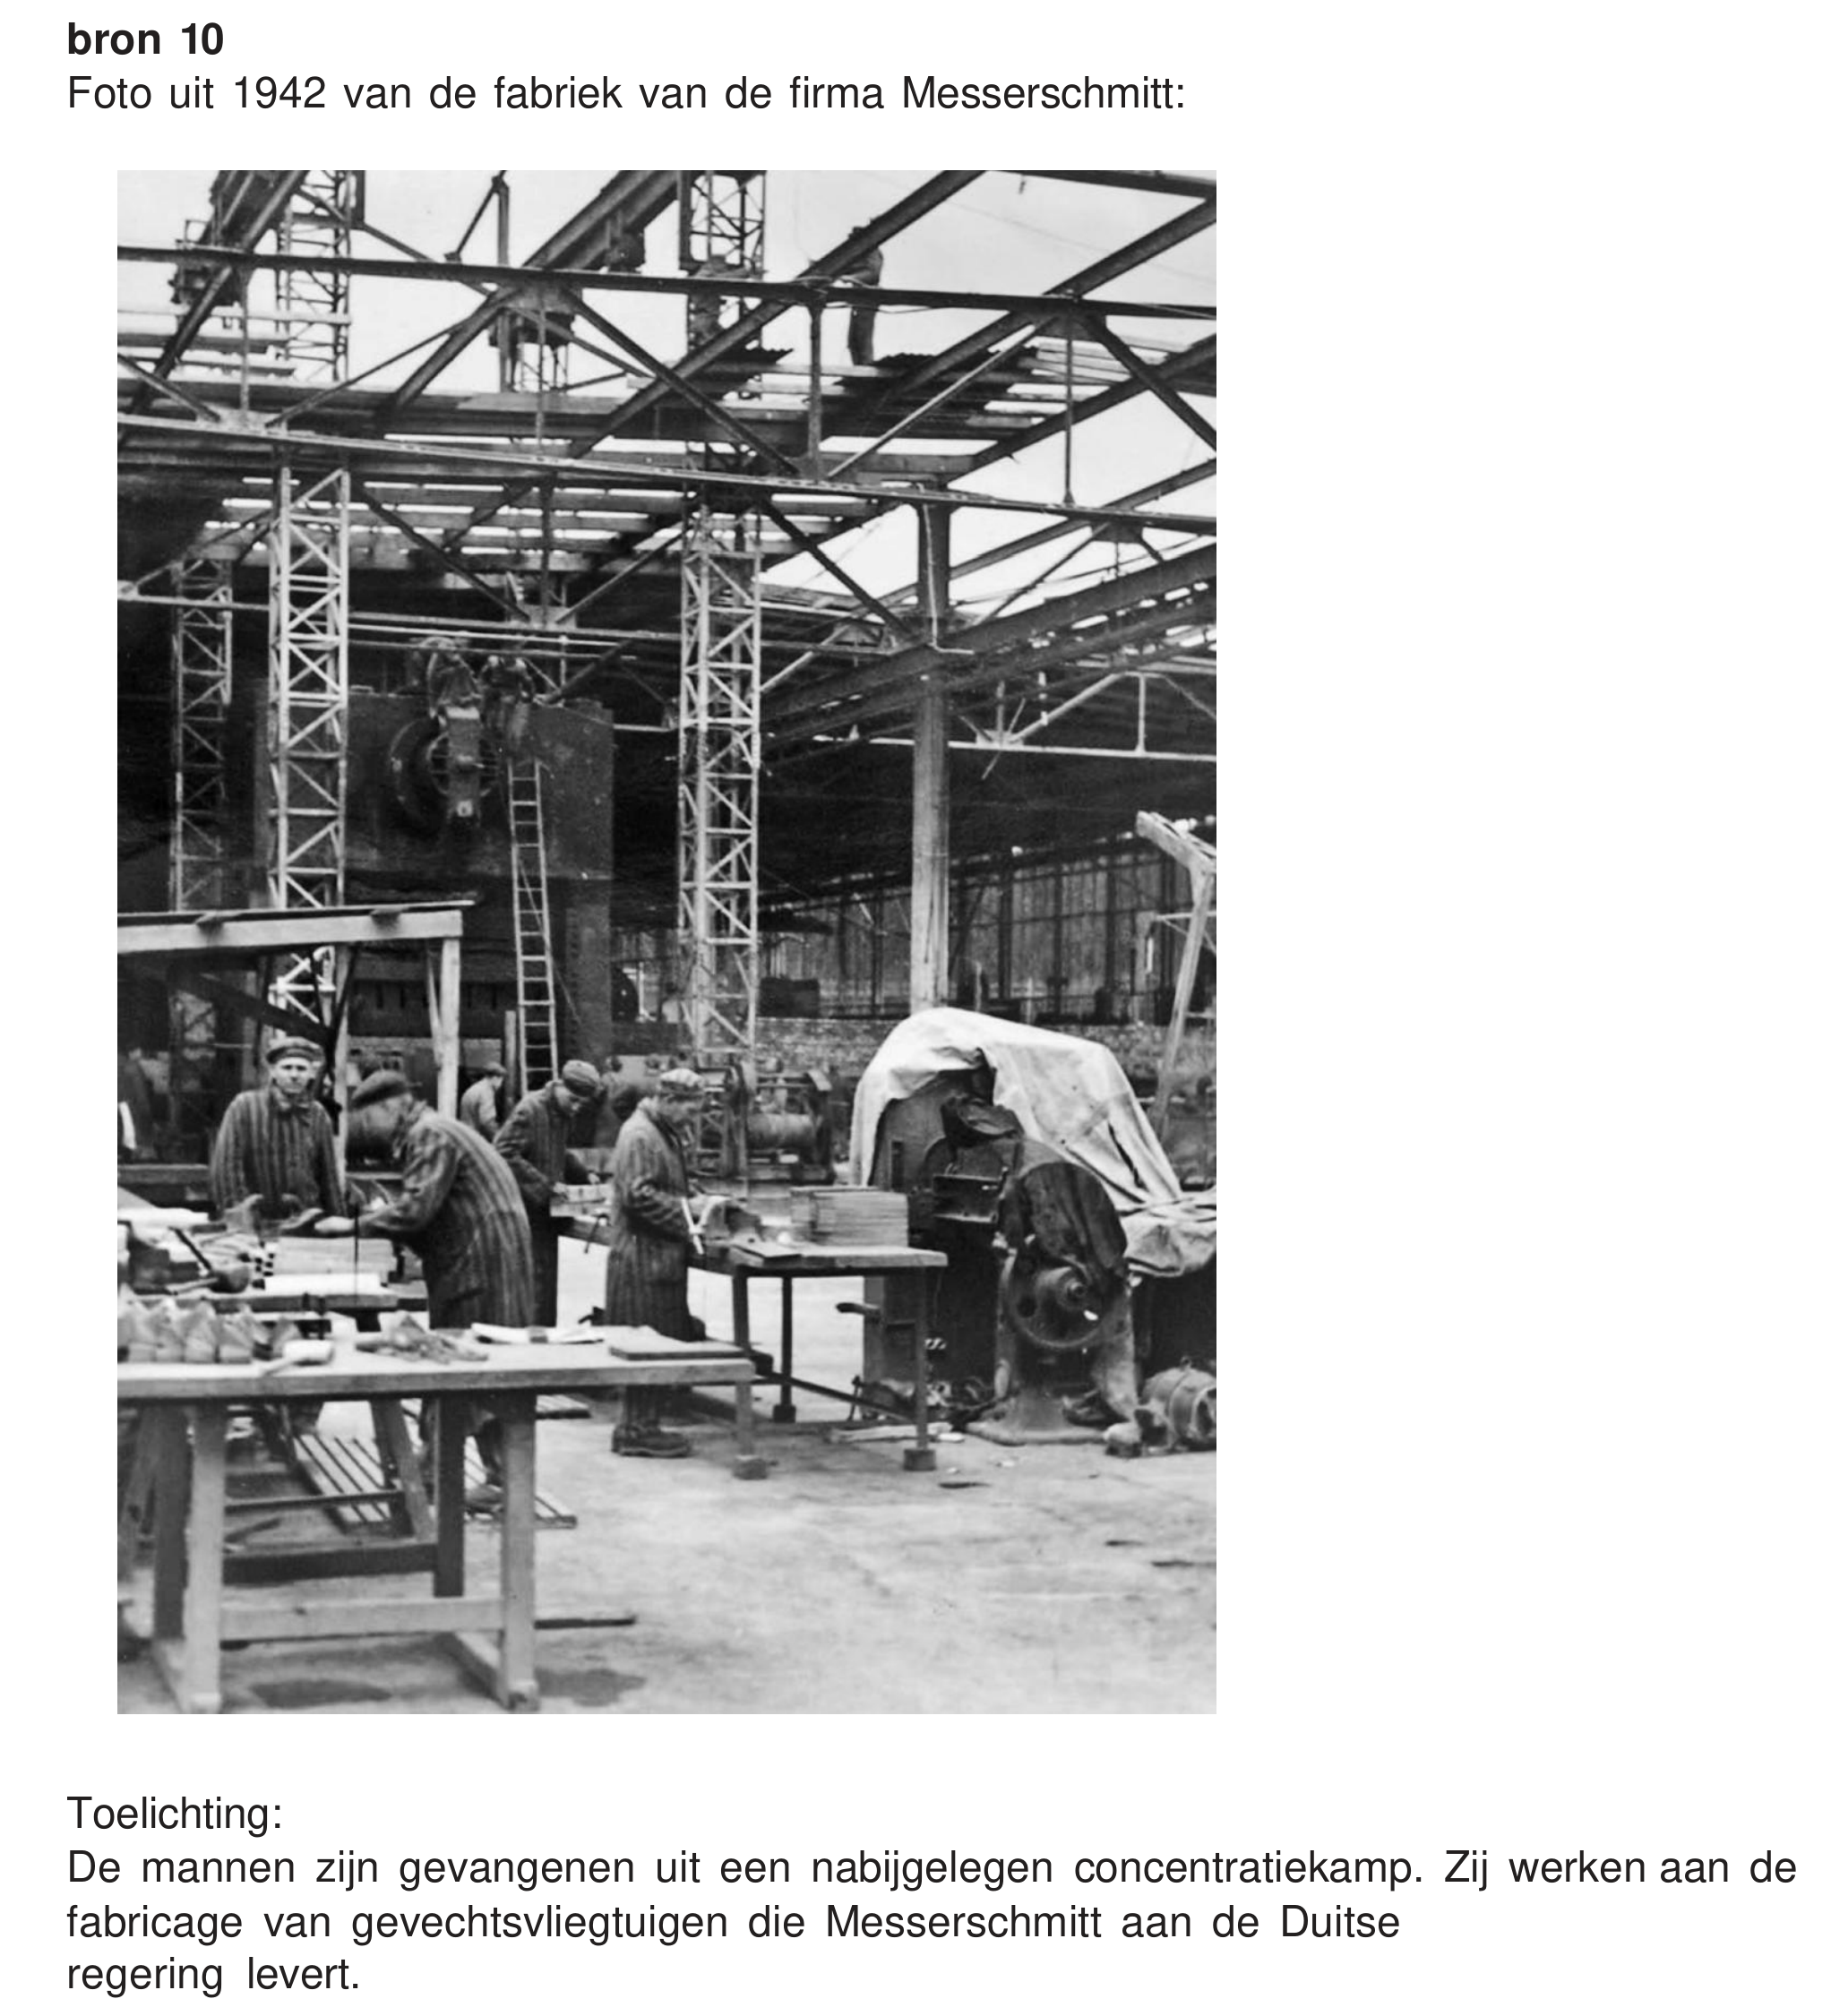 bron 10
Foto uit 1942 van de fabriek van de firma Messerschmitt:
Toelichting:
De mannen zijn gevangenen uit een nabijgelegen concentratiekamp. Zij werken aan de
fabricage van gevechtsvliegtuigen die Messerschmitt aan de Duitse
regering levert.